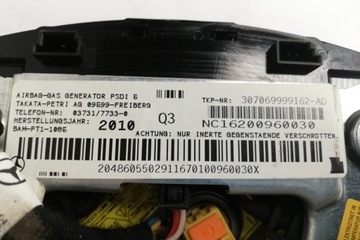 AIRBAG-GAS GENERATOR PSDI 6
TAKATA-PETRI AG 09599-FREIBERG
TELEFON-NR: 03731/7733-0
HERSTELLUNGSJAHR: 2010 Q3
BAM-PT1-1086
TKP-NR: 307069999162-AD
NC16200960030
ACHTUNG: NUR INERTE GEGENSTAENDE VERSCHROTTEN.
2048605502911670100960030X